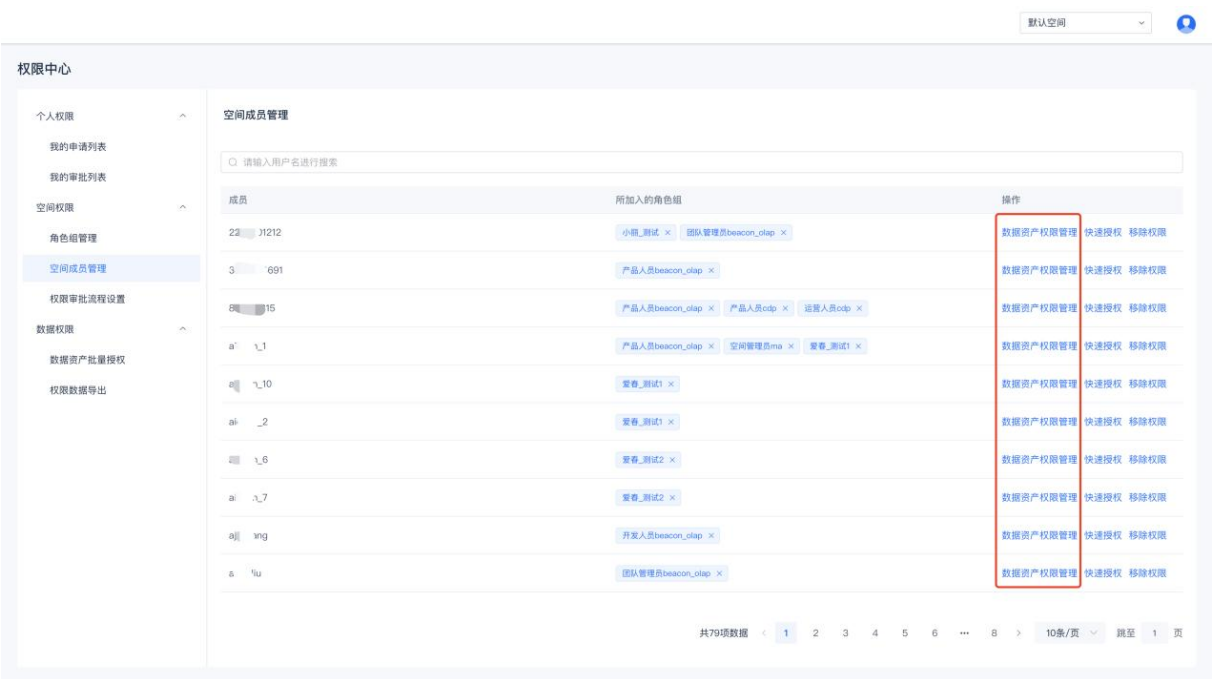 默认空间
权限中心
个人权限
我的申请列表
我的审批列表
空间权限
角色组管理
空间成员管理
权限审批流程设置
数据权限
数据资产批量授权
权限数据导出
空间成员管理
请输入用户名进行搜索
成员 所加入的角色组 操作
22 01212 小丽_测试 × 团队管理员beacon_olap × 数据资产权限管理 快速授权 移除权限
3 691 产品人员beacon_olap × 数据资产权限管理 快速授权 移除权限
15 产品人员beacon_olap × 产品人员cdp × 运营人员cdp × 数据资产权限管理 快速授权 移除权限
_1 产品人员beacon_olap × 空间管理员ma × 爱春_测试1 × 数据资产权限管理 快速授权 移除权限
_10 爱春_测试1 × 数据资产权限管理 快速授权 移除权限
_2 爱春_测试1 × 数据资产权限管理 快速授权 移除权限
_6 爱春_测试2 × 数据资产权限管理 快速授权 移除权限
_7 爱春_测试2 × 数据资产权限管理 快速授权 移除权限
开发人员beacon_olap × 数据资产权限管理 快速授权 移除权限
团队管理员beacon_olap × 数据资产权限管理 快速授权 移除权限
共79项数据 < 1 2 3 4 5 6 ••• 8 > 10条/页 跳至 1 页